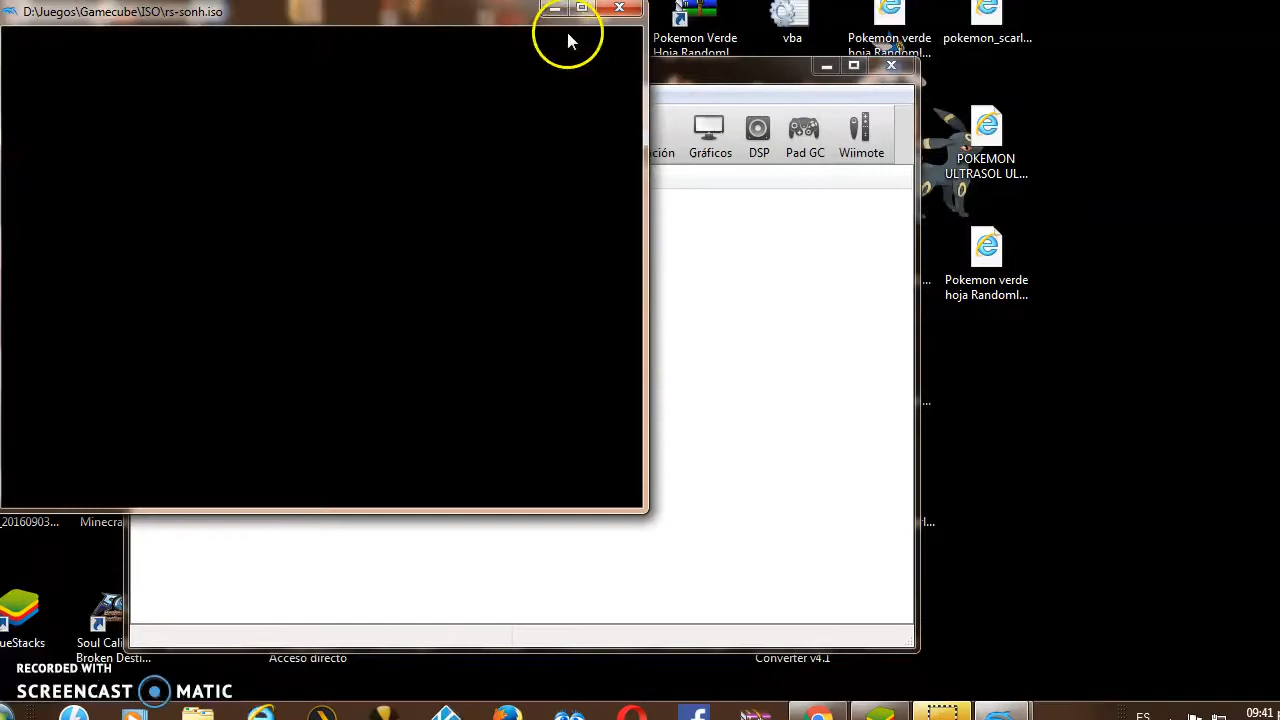 D:\Juegos\Gamecube\ISO\rs-sonh.iso
Pokemon Verde
Hoja Randoml...
vba
Pokemon verde
hoja Randoml...
pokemon_scarl...
ción
Gráficos
DSP
Pad GC
Wiimote
POKEMON
ULTRASOL UL...
Pokemon verde
hoja Randoml...
_20160903...
Minecra
ueStacks
Soul Cali
Broken Desti...
Acceso directo
Converter v4.1
RECORDED WITH
SCREENCAST MATIC
ES
09:41